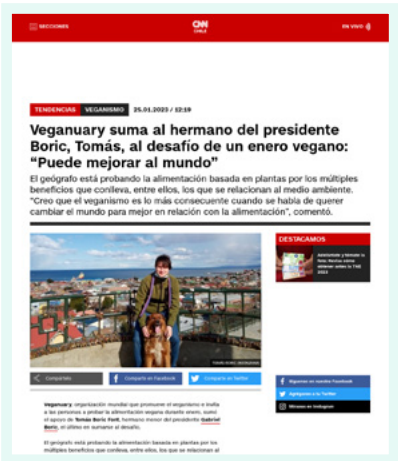 SECCIONES
CNN
CHILE
EN VIVO
TENDENCIAS VEGANISMO 25.01.2023 / 12:19
Veganuary suma al hermano del presidente
Boric, Tomás, al desafío de un enero vegano:
“Puede mejorar al mundo”
El geógrafo está probando la alimentación basada en plantas por los múltiples
beneficios que conlleva, entre ellos, los que se relacionan al medio ambiente.
"Creo que el veganismo es lo más consecuente cuando se habla de querer
cambiar el mundo para mejor en relación con la alimentación", comentó.
DESTACAMOS
2023
Compártelo
Compartir en Facebook
Compartir en Twitter
Síguenos en nuestro Facebook
Agréganos a tu Twitter
Míranos en Instagram
Veganuary, organización mundial que promueve el veganismo e invita
a las personas a probar la alimentación vegana durante enero, sumó
el apoyo de Tomás Boric Font, hermano menor del presidente Gabriel
Boric, el último en sumarse al desafío.
El geógrafo está probando la alimentación basada en plantas por los
múltiples beneficios que conlleva, entre ellos, los que se relacionan al